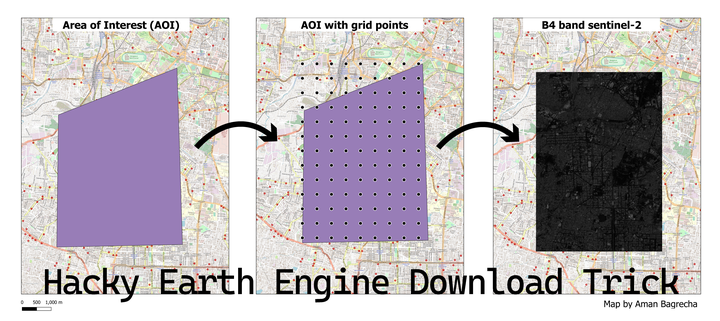 Area of Interest (AOI)
AOI with grid points
B4 band sentinel-2
Hacky Earth Engine Download Trick
0 500 1,000 m
Map by Aman Bagrecha